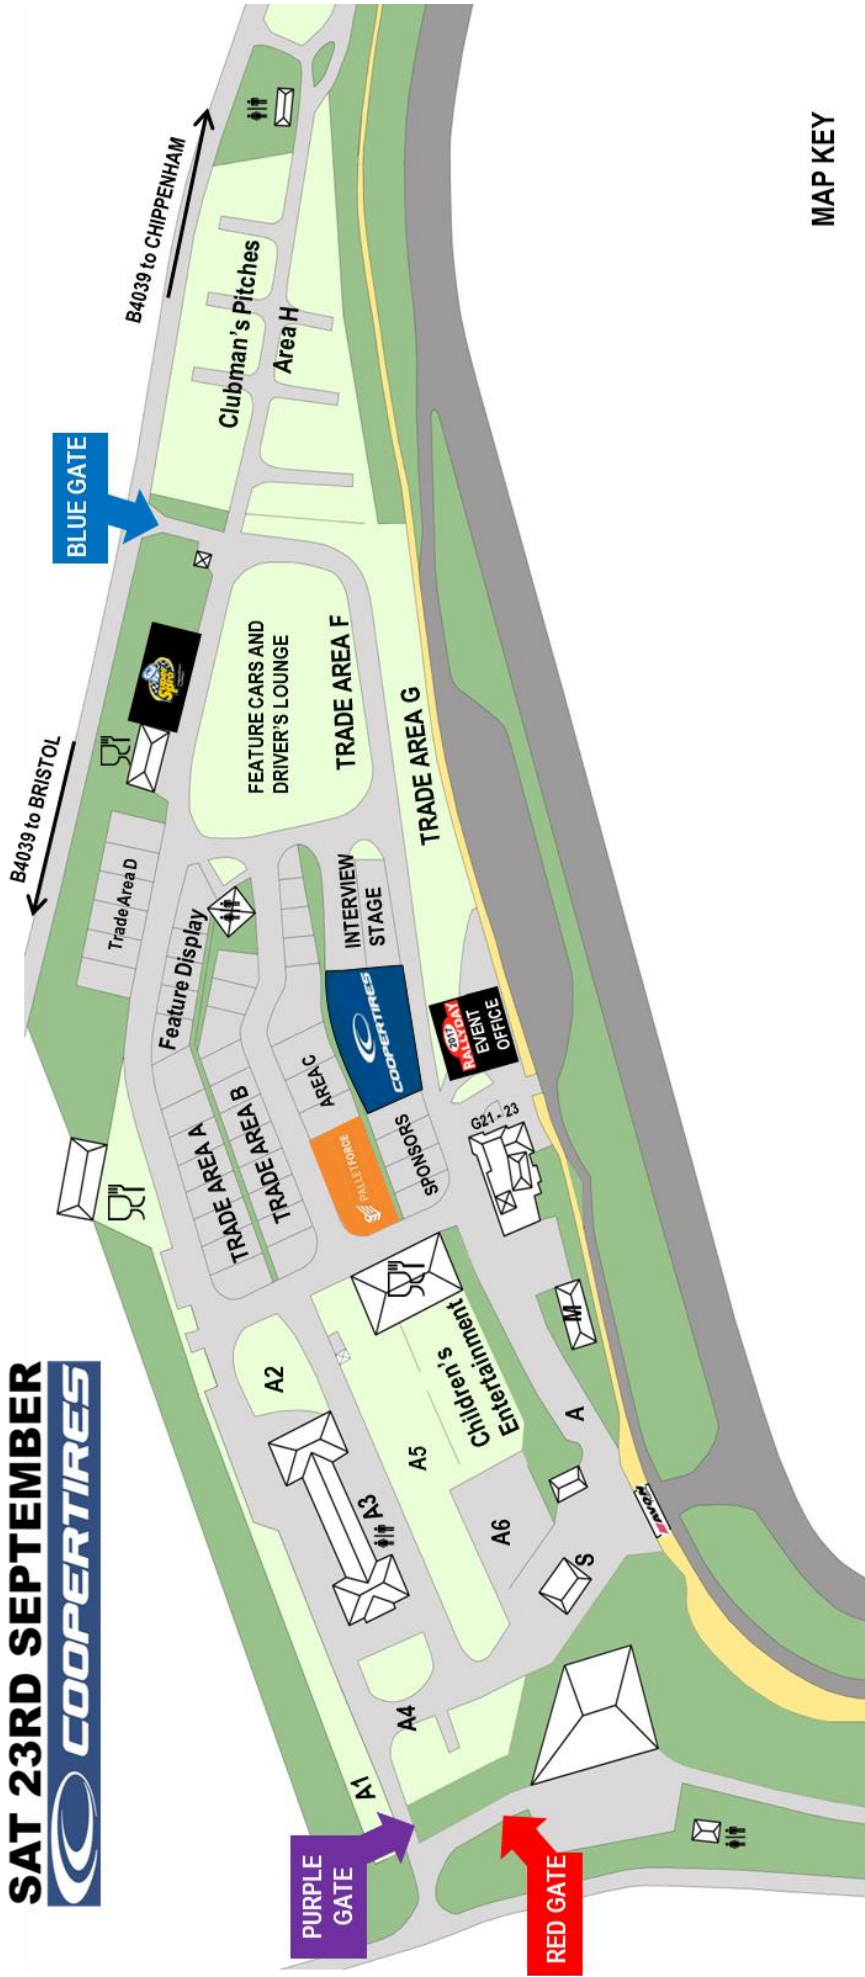 SAT 23RD SEPTEMBER
COOPERTIRES
B4039 to BRISTOL
B4039 to CHIPPENHAM
BLUE GATE
MAP KEY
Clubman's Pitches
Area H
Super
Spro
FEATURE CARS AND
DRIVER'S LOUNGE
TRADE AREA F
TRADE AREA G
Trade Area D
Feature Display
INTERVIEW
STAGE
COOPERTIRES
2017
RALLYDAY
EVENT
OFFICE
TRADE AREA A
TRADE AREA B
AREA C
PALLETFORCE
SPONSORS
G21 - 23
A2
Children's
Entertainment
M
A
A5
A3
A6
S
AVON
A4
A1
PURPLE
GATE
RED GATE